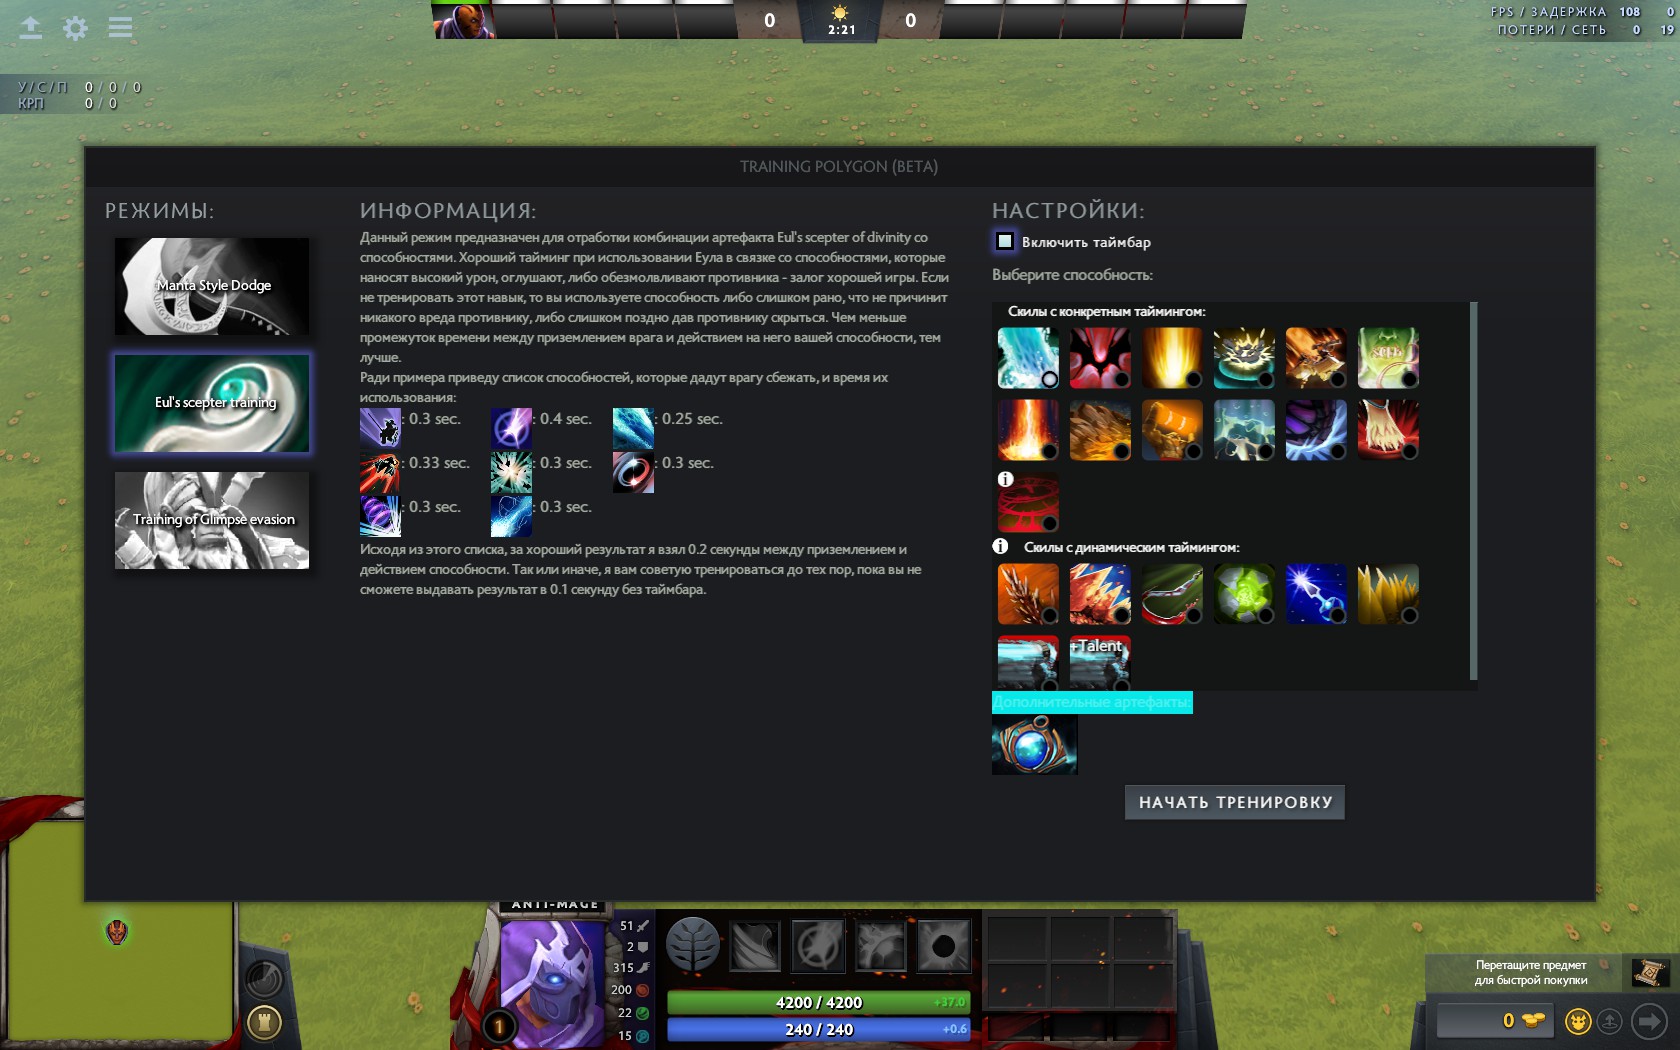 0
2:21
0
FPS / ЗАДЕРЖКА 108 0
ПОТЕРИ / СЕТЬ 0 19
У/С/П 0 / 0 / 0
КРП 0 / 0
TRAINING POLYGON (BETA)
РЕЖИМЫ:
Manta Style Dodge
Eul's scepter training
Training of Glimpse evasion
ИНФОРМАЦИЯ:
Данный режим предназначен для отработки комбинации артефакта Eul's scepter of divinity со
способностями. Хороший тайминг при использовании Еула в связке со способностями, которые
наносят высокий урон, оглушают, либо обезмолвливают противника - залог хорошей игры. Если
не тренировать этот навык, то вы используете способность либо слишком рано, что не причинит
никакого вреда противнику, либо слишком поздно дав противнику скрыться. Чем меньше
промежуток времени между приземлением врага и действием на него вашей способности, тем
лучше.
Ради примера приведу список способностей, которые дадут врагу сбежать, и время их
использования:
: 0.3 sec. : 0.4 sec. : 0.25 sec.
: 0.33 sec. : 0.3 sec. : 0.3 sec.
: 0.3 sec. : 0.3 sec.
Исходя из этого списка, за хороший результат я взял 0.2 секунды между приземлением и
действием способности. Так или иначе, я вам советую тренироваться до тех пор, пока вы не
сможете выдавать результат в 0.1 секунду без таймбара.
НАСТРОЙКИ:
Включить таймбар
Выберите способность:
Скилы с конкретным таймингом:
Скилы с динамическим таймингом:
+Talent
Дополнительные артефакты:
НАЧАТЬ ТРЕНИРОВКУ
ANTI-MAGE
51
2
315
200
22
15
1
4200 / 4200 +37.0
240 / 240 +0.6
Перетащите предмет
для быстрой покупки
0